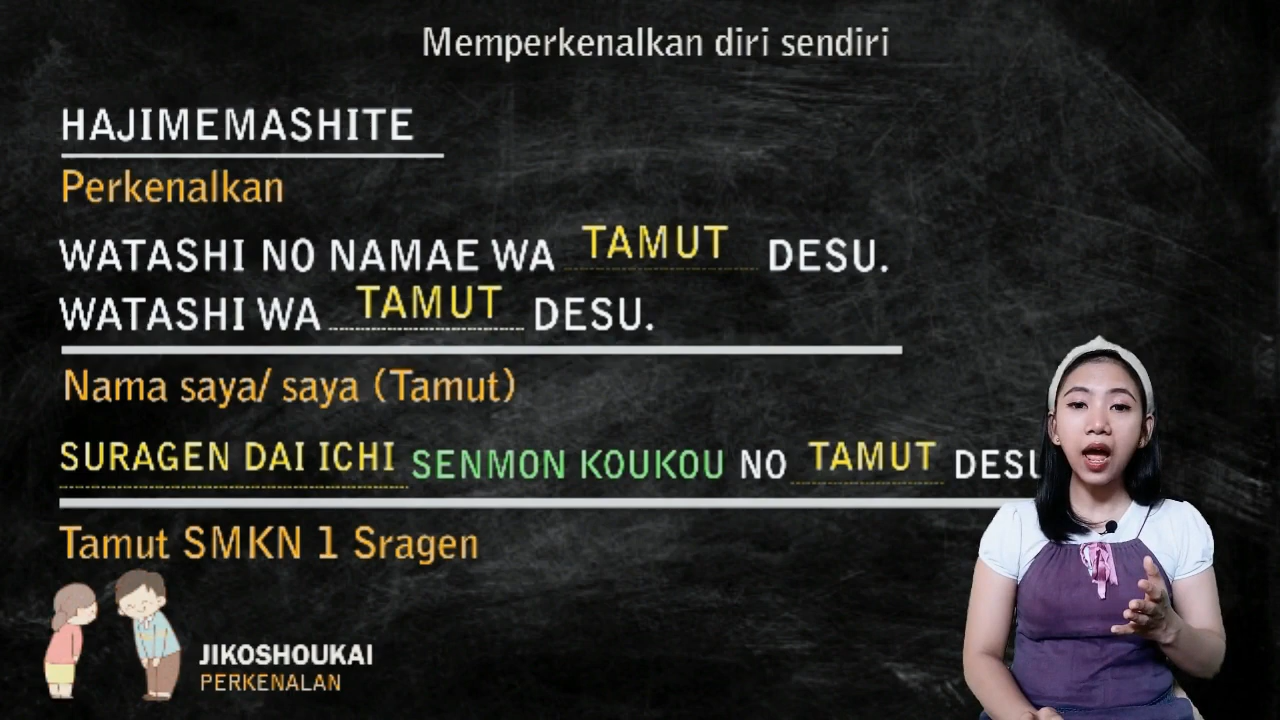 Memperkenalkan diri sendiri
HAJIMEMASHITE
Perkenalkan
WATASHI NO NAMAE WA TAMUT DESU.
WATASHI WA TAMUT DESU.
Nama saya/ saya (Tamut)
SURAGEN DAI ICHI SENMON KOUKOU NO TAMUT DESU
Tamut SMKN 1 Sragen
JIKOSHOUKAI
PERKENALAN